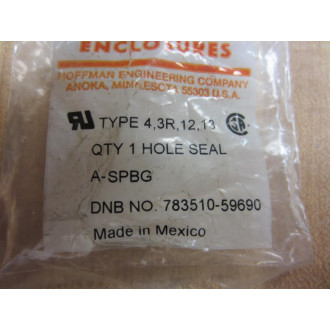 ENCLOSURES
HOFFMAN ENGINEERING COMPANY
ANOKA, MINNESOTA 55303 U.S.A.
TYPE 4,3R,12,13
QTY 1 HOLE SEAL
A-SPBG
DNB NO. 783510-59690
Made in Mexico